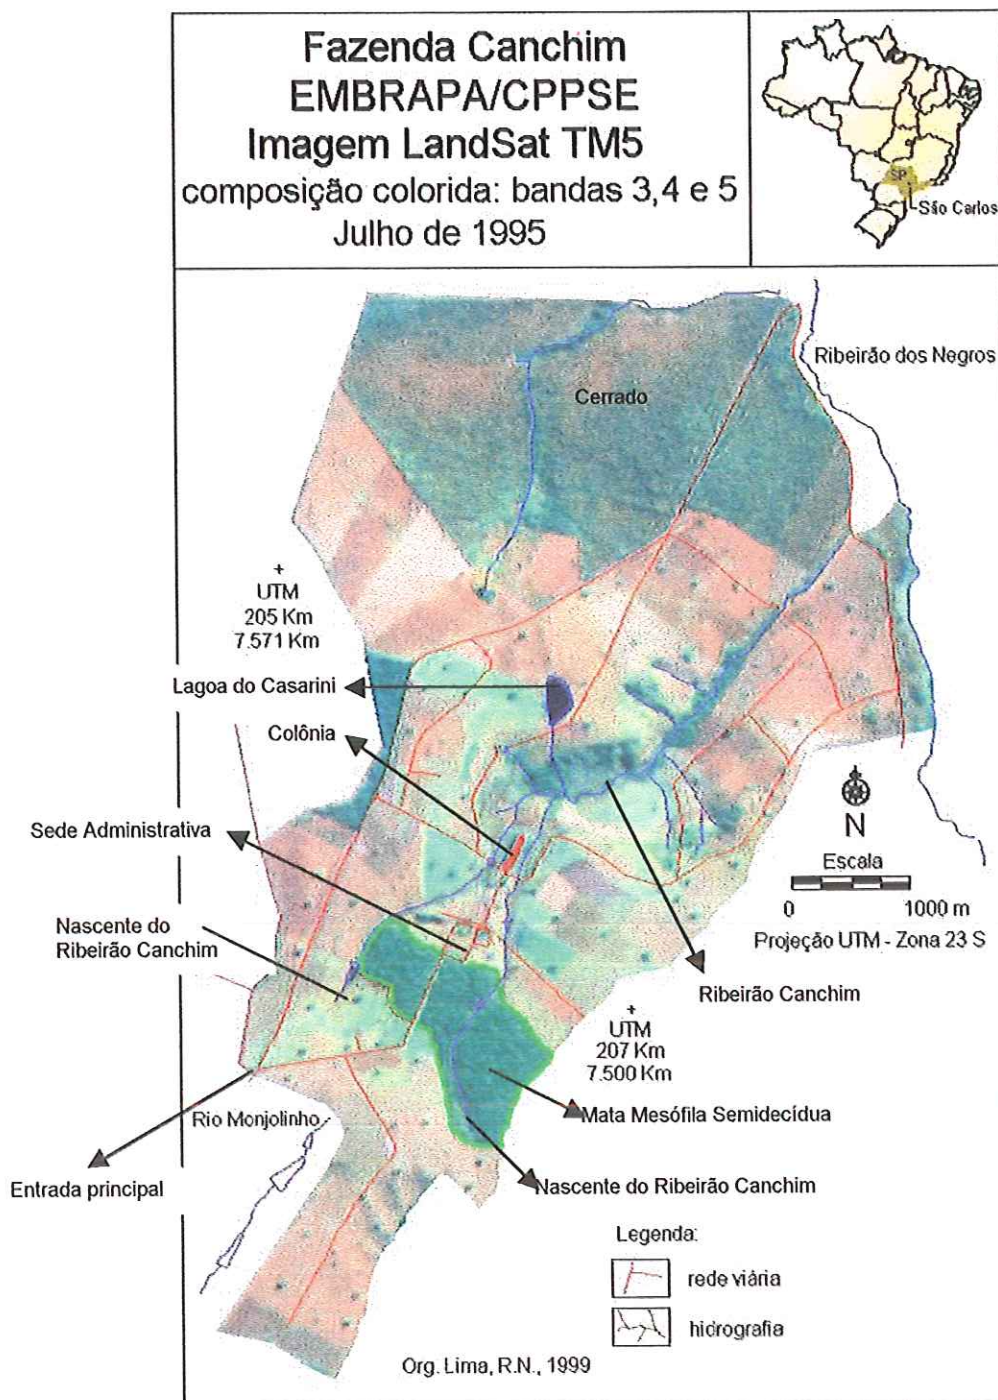 Fazenda Canchim
EMBRAPA/CPPSE
Imagem LandSat TM5
composição colorida: bandas 3,4 e 5
Julho de 1995
SP
São Carlos
Ribeirão dos Negros
Cerrado
+
UTM
205 Km
7.571 Km
Lagoa do Casarini
Colônia
Sede Administrativa
Nascente do
Ribeirão Canchim
N
Escala
0 1000 m
Projeção UTM - Zona 23 S
Ribeirão Canchim
+
UTM
207 Km
7.500 Km
Mata Mesófila Semidecídua
Rio Monjolinho
Entrada principal
Nascente do Ribeirão Canchim
Legenda:
rede viária
hidrografia
Org. Lima, R.N., 1999